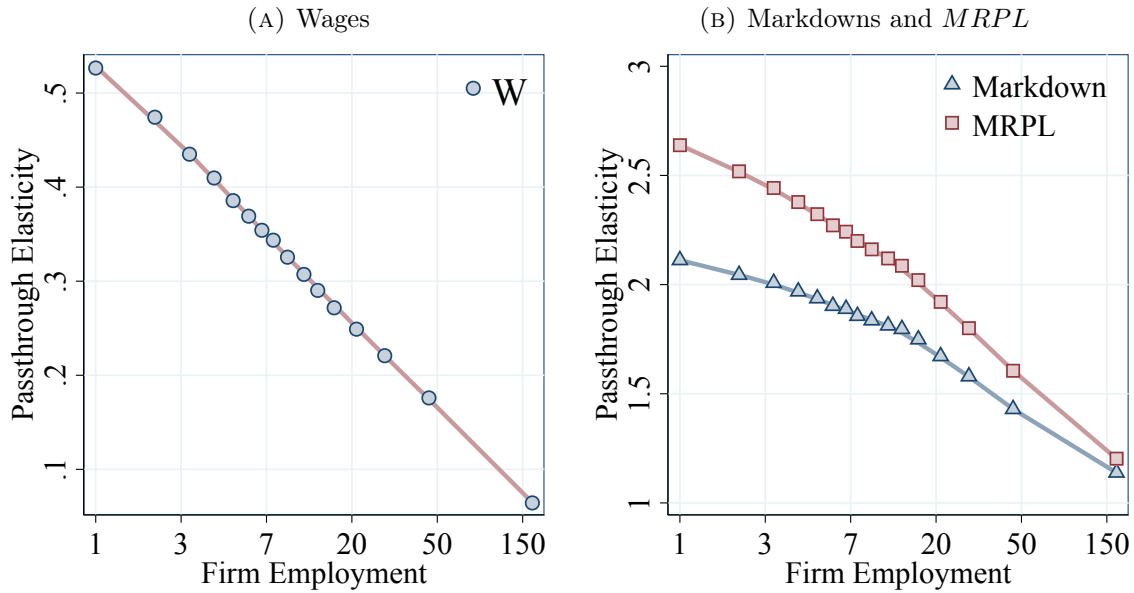 (A) Wages
Passthrough Elasticity
.5
.4
.3
.2
.1
W
1 3 7 20 50 150
Firm Employment
(B) Markdowns and MRPL
Passthrough Elasticity
3
2.5
2
1.5
1
Markdown
MRPL
1 3 7 20 50 150
Firm Employment